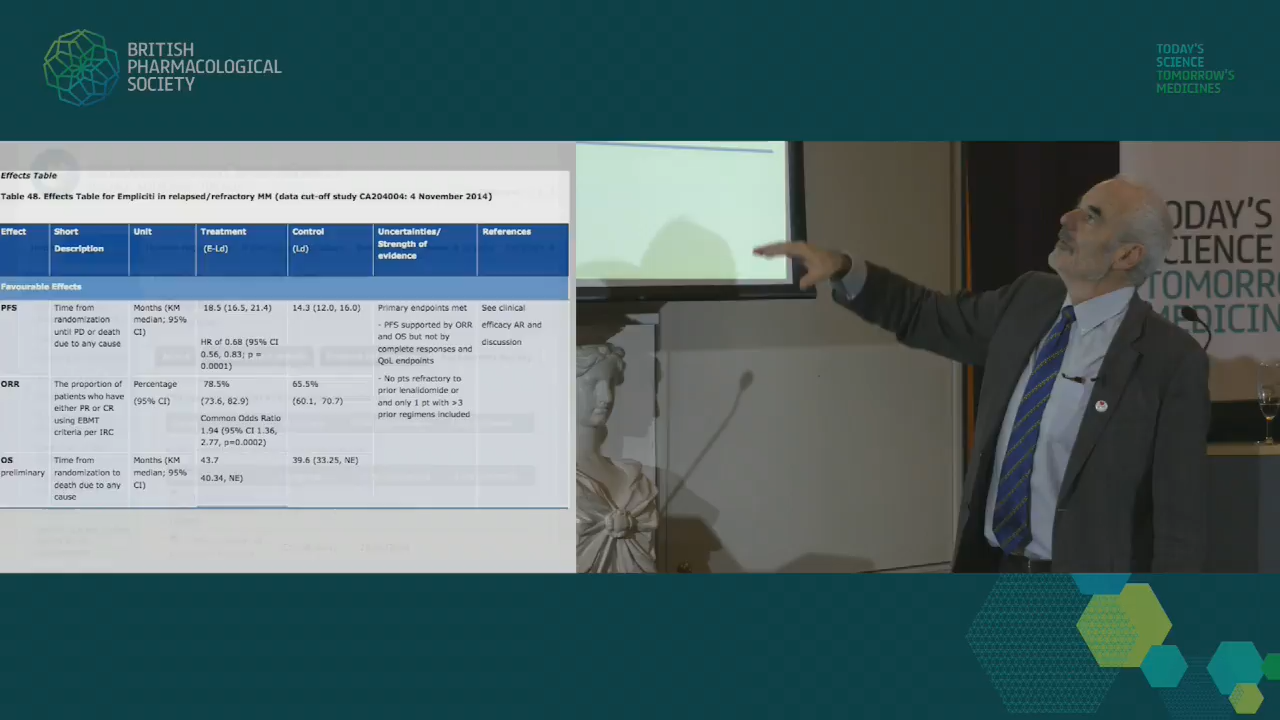 BRITISH
PHARMACOLOGICAL
SOCIETY
TODAY'S
SCIENCE
TOMORROW'S
MEDICINES
Effects Table
Table 48. Effects Table for Empliciti in relapsed/refractory MM (data cut-off study CA204004: 4 November 2014)
Effect
Short
Description
Unit
Treatment
(E-Ld)
Control
(Ld)
Uncertainties/
Strength of
evidence
References
Favourable Effects
PFS
Time from
randomization
until PD or death
due to any cause
Months (KM
median; 95%
CI)
18.5 (16.5, 21.4)
HR of 0.68 (95% CI
0.56, 0.83; p =
0.0001)
14.3 (12.0, 16.0)
Primary endpoints met
- PFS supported by ORR
and OS but not by
complete responses and
QoL endpoints
- No pts refractory to
prior lenalidomide or
and only 1 pt with >3
prior regimens included
See clinical
efficacy AR and
discussion
ORR
The proportion of
patients who have
either PR or CR
using EBMT
criteria per IRC
Percentage
(95% CI)
78.5%
(73.6, 82.9)
Common Odds Ratio
1.94 (95% CI 1.36,
2.77, p=0.0002)
65.5%
(60.1, 70.7)
OS
preliminary
Time from
randomization to
death due to any
cause
Months (KM
median; 95%
CI)
43.7
40.34, NE)
39.6 (33.25, NE)
TODAY'S
SCIENCE
TOMORR
MEDICIN